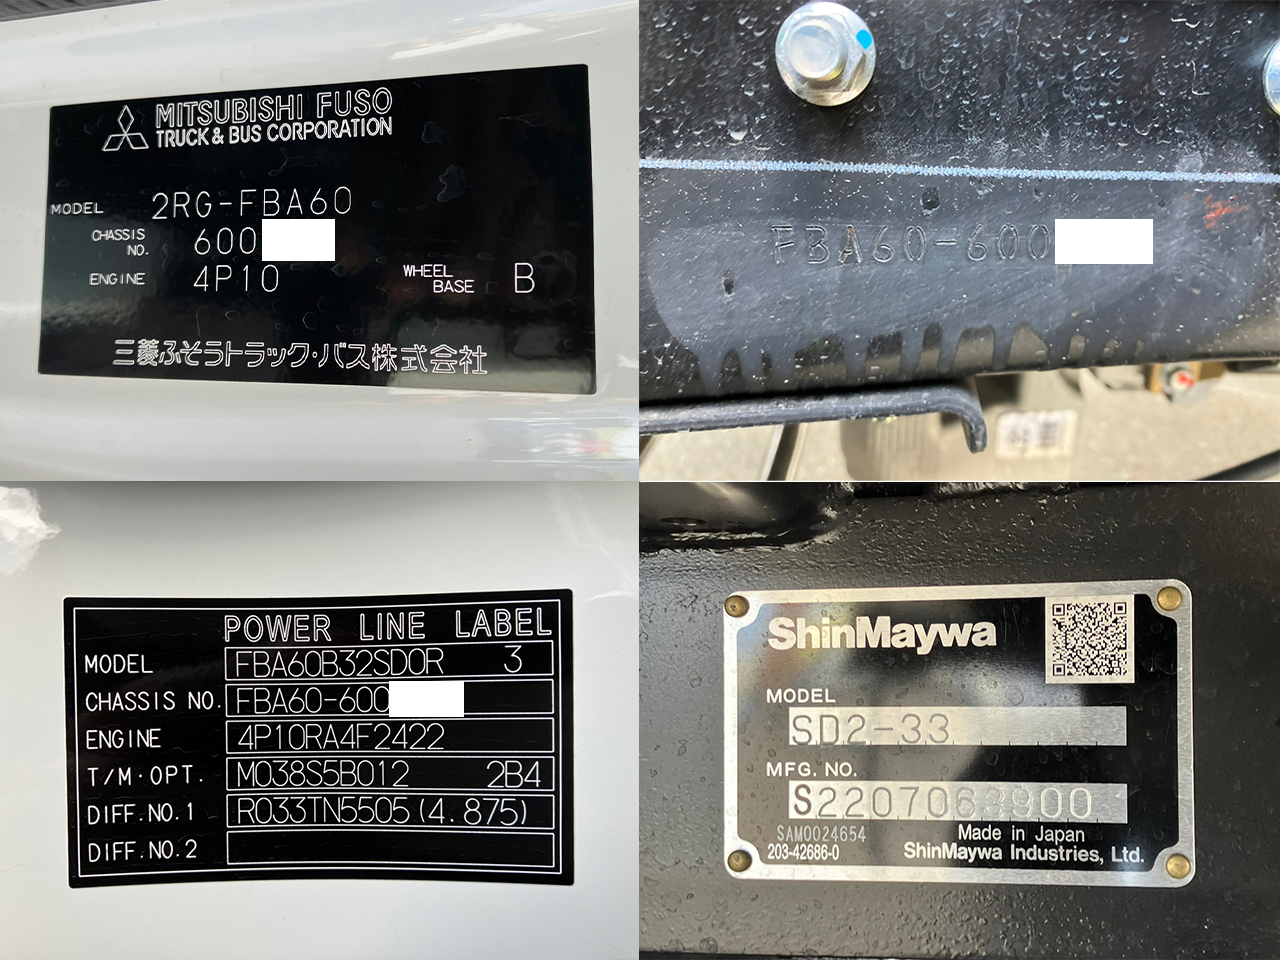 MITSUBISHI FUSO
TRUCK & BUS CORPORATION
MODEL 2RG-FBA60
CHASSIS NO. 600
ENGINE 4P10 WHEEL BASE B
三菱ふそうトラック・バス株式会社
FBA60-600
POWER LINE LABEL
MODEL FBA60B32SD0R 3
CHASSIS NO. FBA60-600
ENGINE 4P10RA4F2422
T/M·OPT. M038S5B012 2B4
DIFF.NO.1 R033TN5505(4.875)
DIFF.NO.2
ShinMaywa
MODEL
SD2-33
MFG. NO.
S2207063900
SAM0024654
203-42686-0
Made in Japan
ShinMaywa Industries, Ltd.